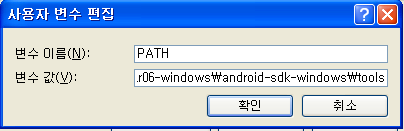 사용자 변수 편집
변수 이름(N): PATH
변수 값(V): .r06-windows₩android-sdk-windows₩tools
확인 취소